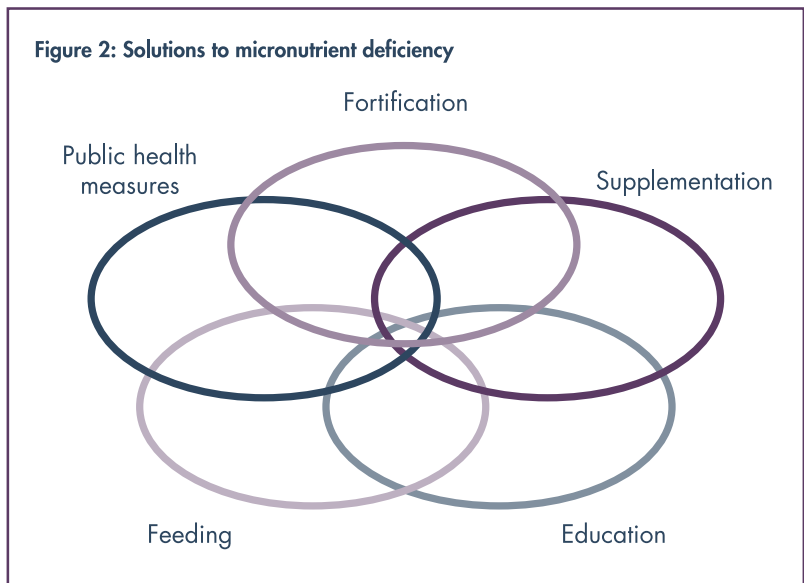 Figure 2: Solutions to micronutrient deficiency
Fortification
Public health
measures
Supplementation
Feeding
Education